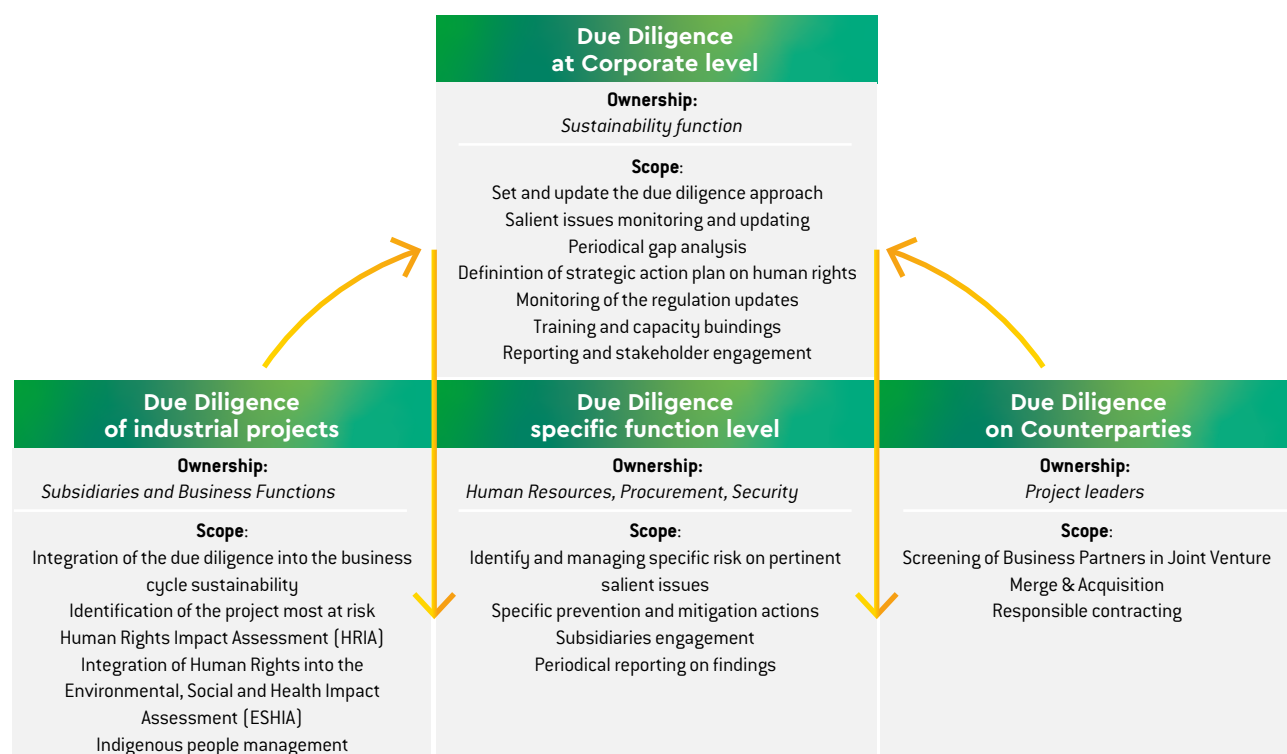 Due Diligence
at Corporate level
Ownership:
Sustainability function
Scope:
Set and update the due diligence approach
Salient issues monitoring and updating
Periodical gap analysis
Definintion of strategic action plan on human rights
Monitoring of the regulation updates
Training and capacity buindings
Reporting and stakeholder engagement
Due Diligence
of industrial projects
Ownership:
Subsidiaries and Business Functions
Scope:
Integration of the due diligence into the business
cycle sustainability
Identification of the project most at risk
Human Rights Impact Assessment (HRIA)
Integration of Human Rights into the
Environmental, Social and Health Impact
Assessment (ESHIA)
Indigenous people management
Due Diligence
specific function level
Ownership:
Human Resources, Procurement, Security
Scope:
Identify and managing specific risk on pertinent
salient issues
Specific prevention and mitigation actions
Subsidiaries engagement
Periodical reporting on findings
Due Diligence
on Counterparties
Ownership:
Project leaders
Scope:
Screening of Business Partners in Joint Venture
Merge & Acquisition
Responsible contracting